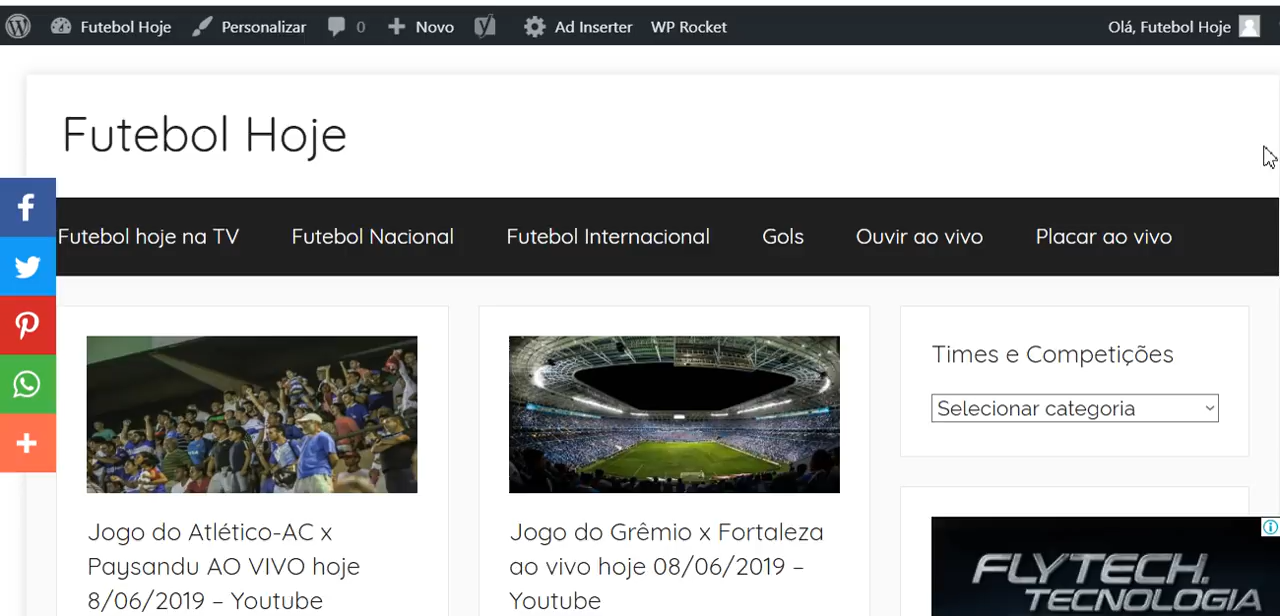 Futebol Hoje
Personalizar
0
Novo
Ad Inserter
WP Rocket
Olá, Futebol Hoje
Futebol Hoje
Futebol hoje na TV
Futebol Nacional
Futebol Internacional
Gols
Ouvir ao vivo
Placar ao vivo
Jogo do Atlético-AC x
Paysandu AO VIVO hoje
8/06/2019 – Youtube
Jogo do Grêmio x Fortaleza
ao vivo hoje 08/06/2019 –
Youtube
Times e Competições
Selecionar categoria
FLYTECH.
TECNOLOGIA